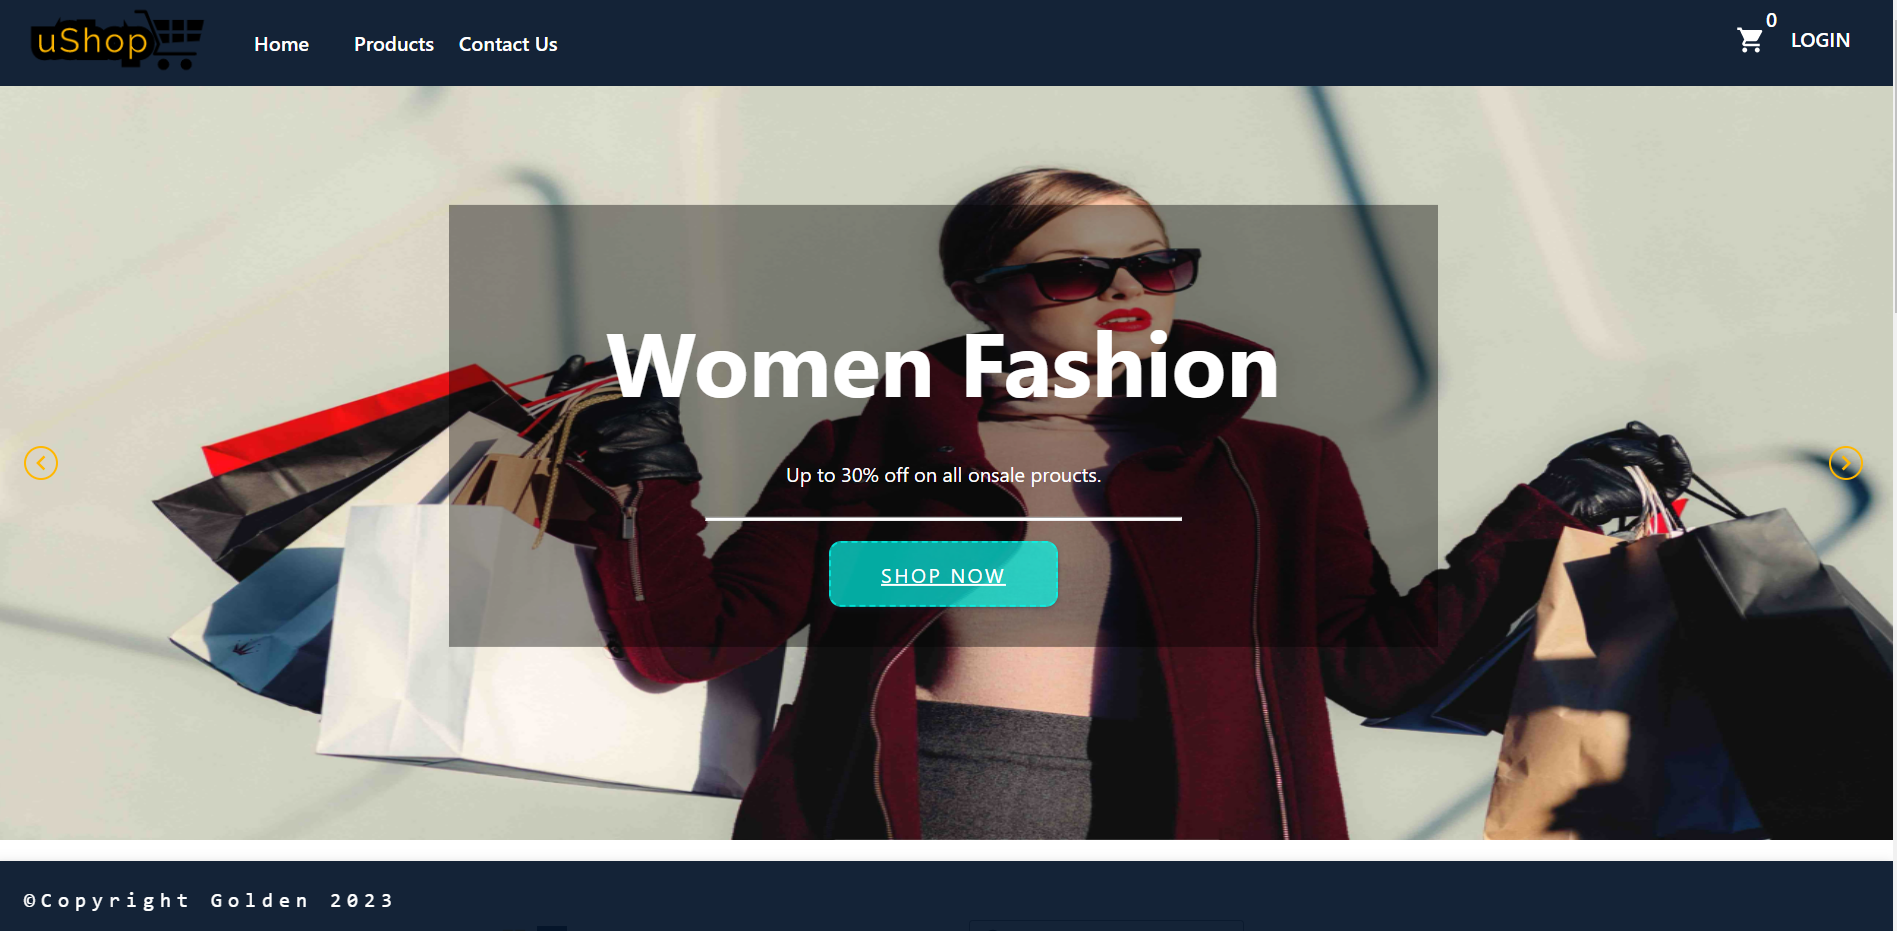 uShop
Home Products Contact Us
0
LOGIN
Women Fashion
Up to 30% off on all onsale proucts.
SHOP NOW
©Copyright Golden 2023